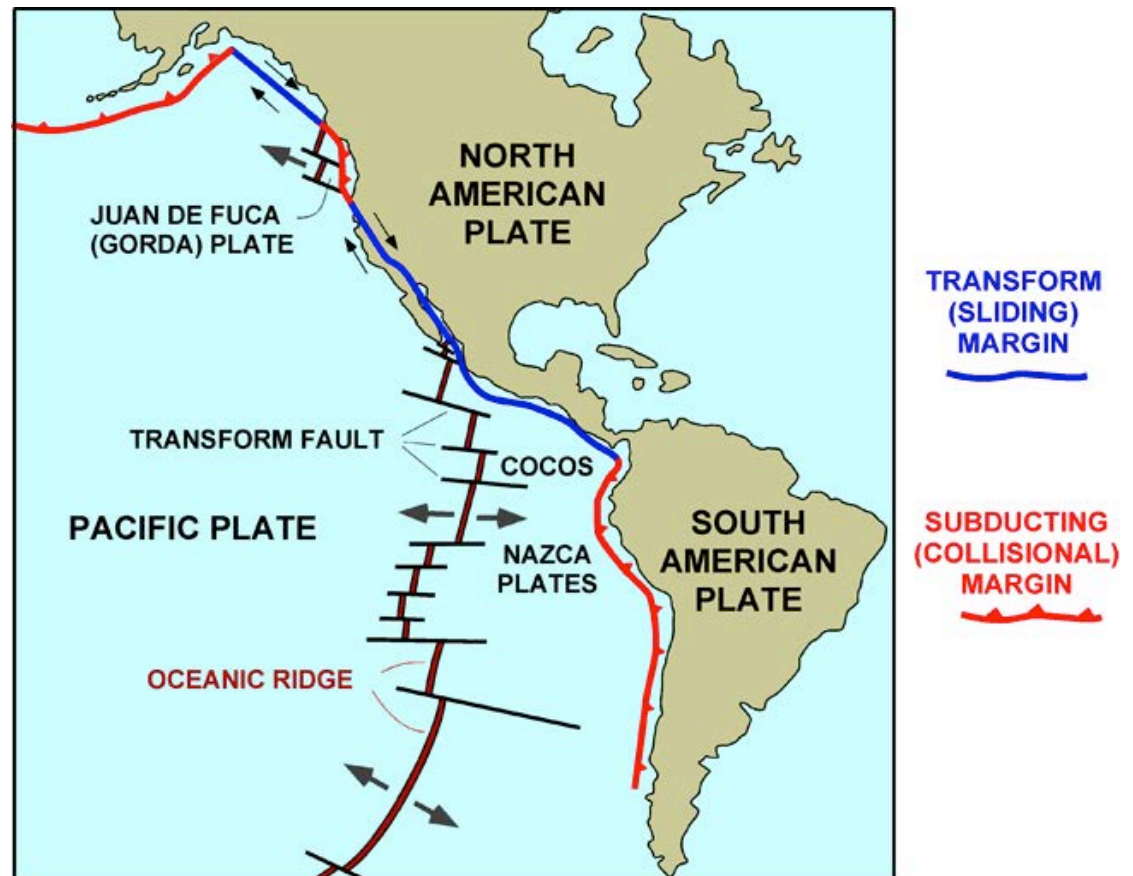 NORTH
AMERICAN
PLATE
JUAN DE FUCA
(GORDA) PLATE
TRANSFORM
(SLIDING)
MARGIN
TRANSFORM FAULT
COCOS
PACIFIC PLATE
NAZCA
PLATES
SOUTH
AMERICAN
PLATE
SUBDUCTING
(COLLISIONAL)
MARGIN
OCEANIC RIDGE